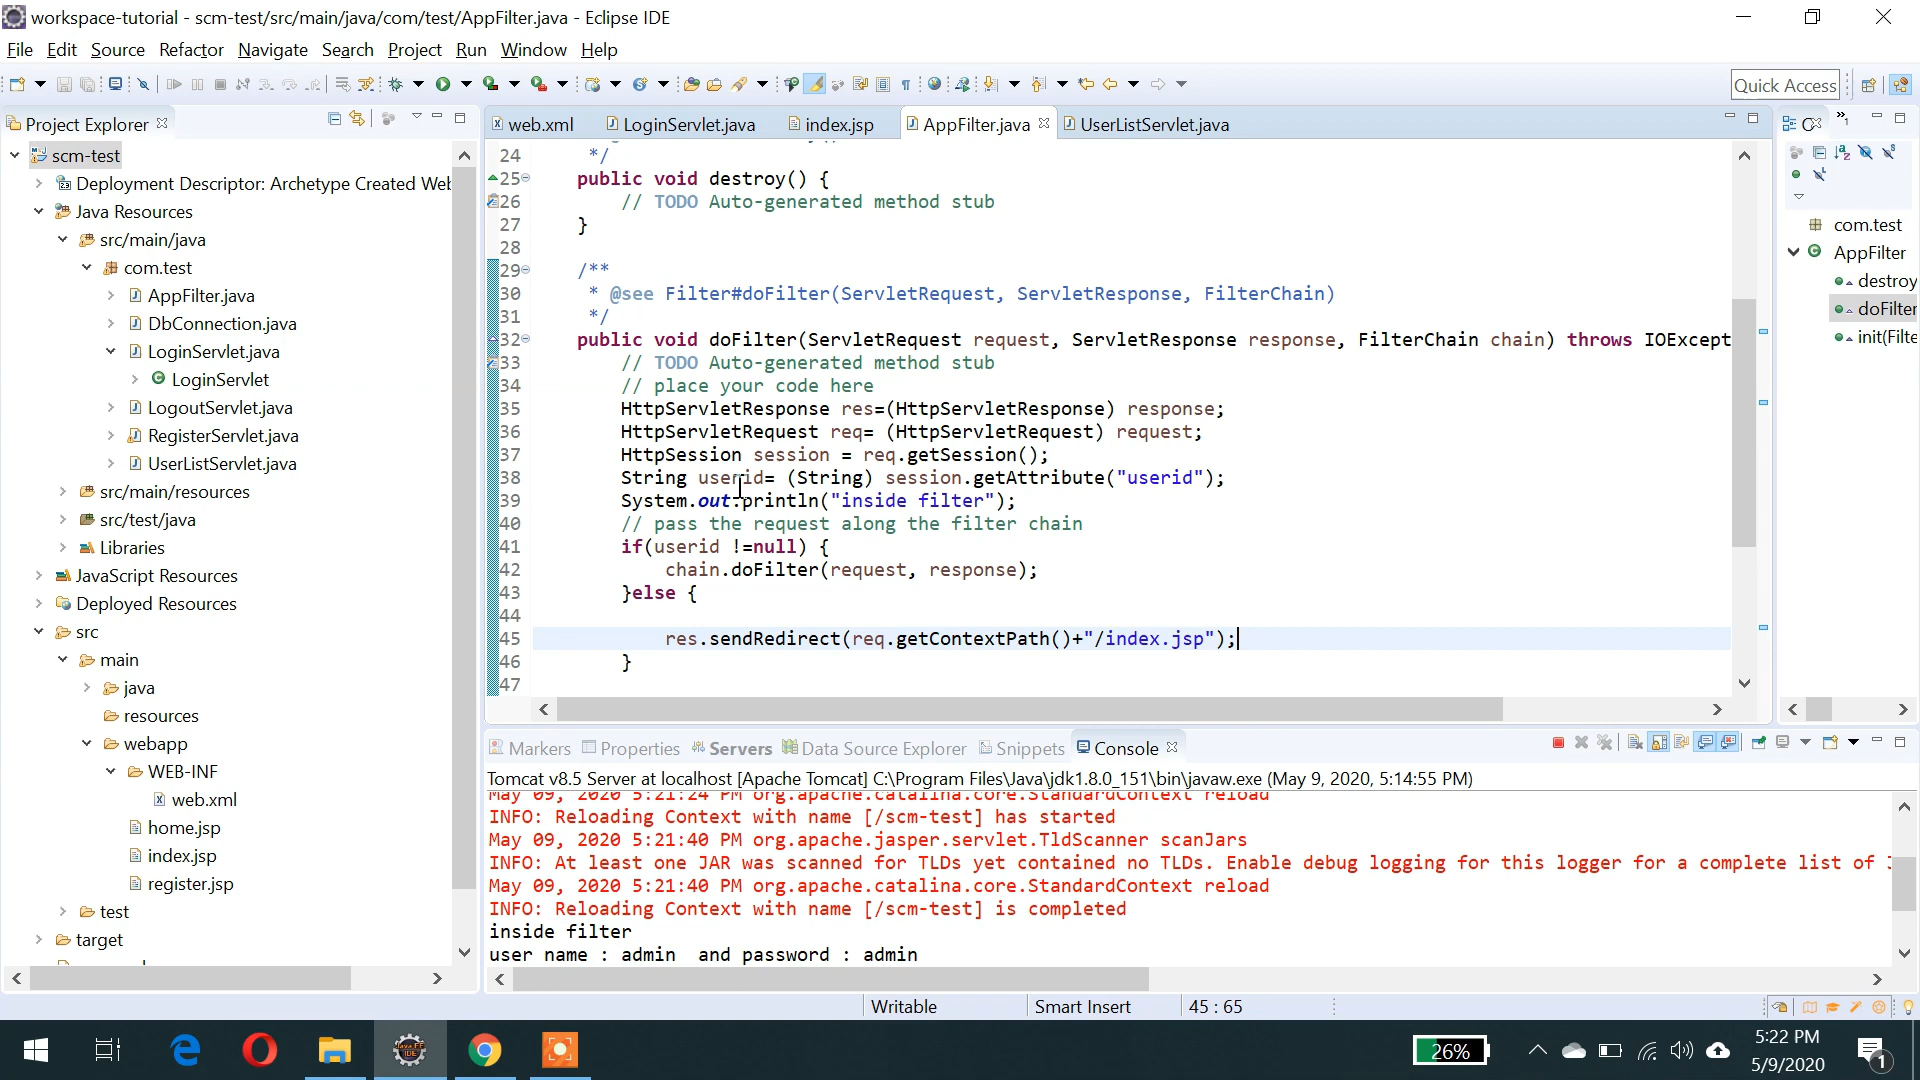 workspace-tutorial - scm-test/src/main/java/com/test/AppFilter.java - Eclipse IDE
File Edit Source Refactor Navigate Search Project Run Window Help
Quick Access
Project Explorer
scm-test
Deployment Descriptor: Archetype Created Wel
Java Resources
src/main/java
com.test
AppFilter.java
DbConnection.java
LoginServlet.java
LoginServlet
LogoutServlet.java
RegisterServlet.java
UserListServlet.java
src/main/resources
src/test/java
Libraries
JavaScript Resources
Deployed Resources
src
main
java
resources
webapp
WEB-INF
web.xml
home.jsp
index.jsp
register.jsp
test
target
web.xml LoginServlet.java index.jsp AppFilter.java UserListServlet.java
24 */
25 public void destroy() {
26 // TODO Auto-generated method stub
27 }
28
29 /**
30 * @see Filter#doFilter(ServletRequest, ServletResponse, FilterChain)
31 */
32 public void doFilter(ServletRequest request, ServletResponse response, FilterChain chain) throws IOExcept
33 // TODO Auto-generated method stub
34 // place your code here
35 HttpServletResponse res=(HttpServletResponse) response;
36 HttpServletRequest req= (HttpServletRequest) request;
37 HttpSession session = req.getSession();
38 String userid= (String) session.getAttribute("userid");
39 System.out.println("inside filter");
40 // pass the request along the filter chain
41 if(userid !=null) {
42 chain.doFilter(request, response);
43 }else {
44
45 res.sendRedirect(req.getContextPath()+"/index.jsp");
46 }
47
com.test
AppFilter
destroy
doFilter
init(Filte
Markers Properties Servers Data Source Explorer Snippets Console
Tomcat v8.5 Server at localhost [Apache Tomcat] C:\Program Files\Java\jdk1.8.0_151\bin\javaw.exe (May 9, 2020, 5:14:55 PM)
May 09, 2020 5:21:24 PM org.apache.catalina.core.StandardContext reload
INFO: Reloading Context with name [/scm-test] has started
May 09, 2020 5:21:40 PM org.apache.jasper.servlet.TldScanner scanJars
INFO: At least one JAR was scanned for TLDs yet contained no TLDs. Enable debug logging for this logger for a complete list of
May 09, 2020 5:21:40 PM org.apache.catalina.core.StandardContext reload
INFO: Reloading Context with name [/scm-test] is completed
inside filter
user name : admin and password : admin
Writable Smart Insert 45 : 65
26%
5:22 PM
5/9/2020
1